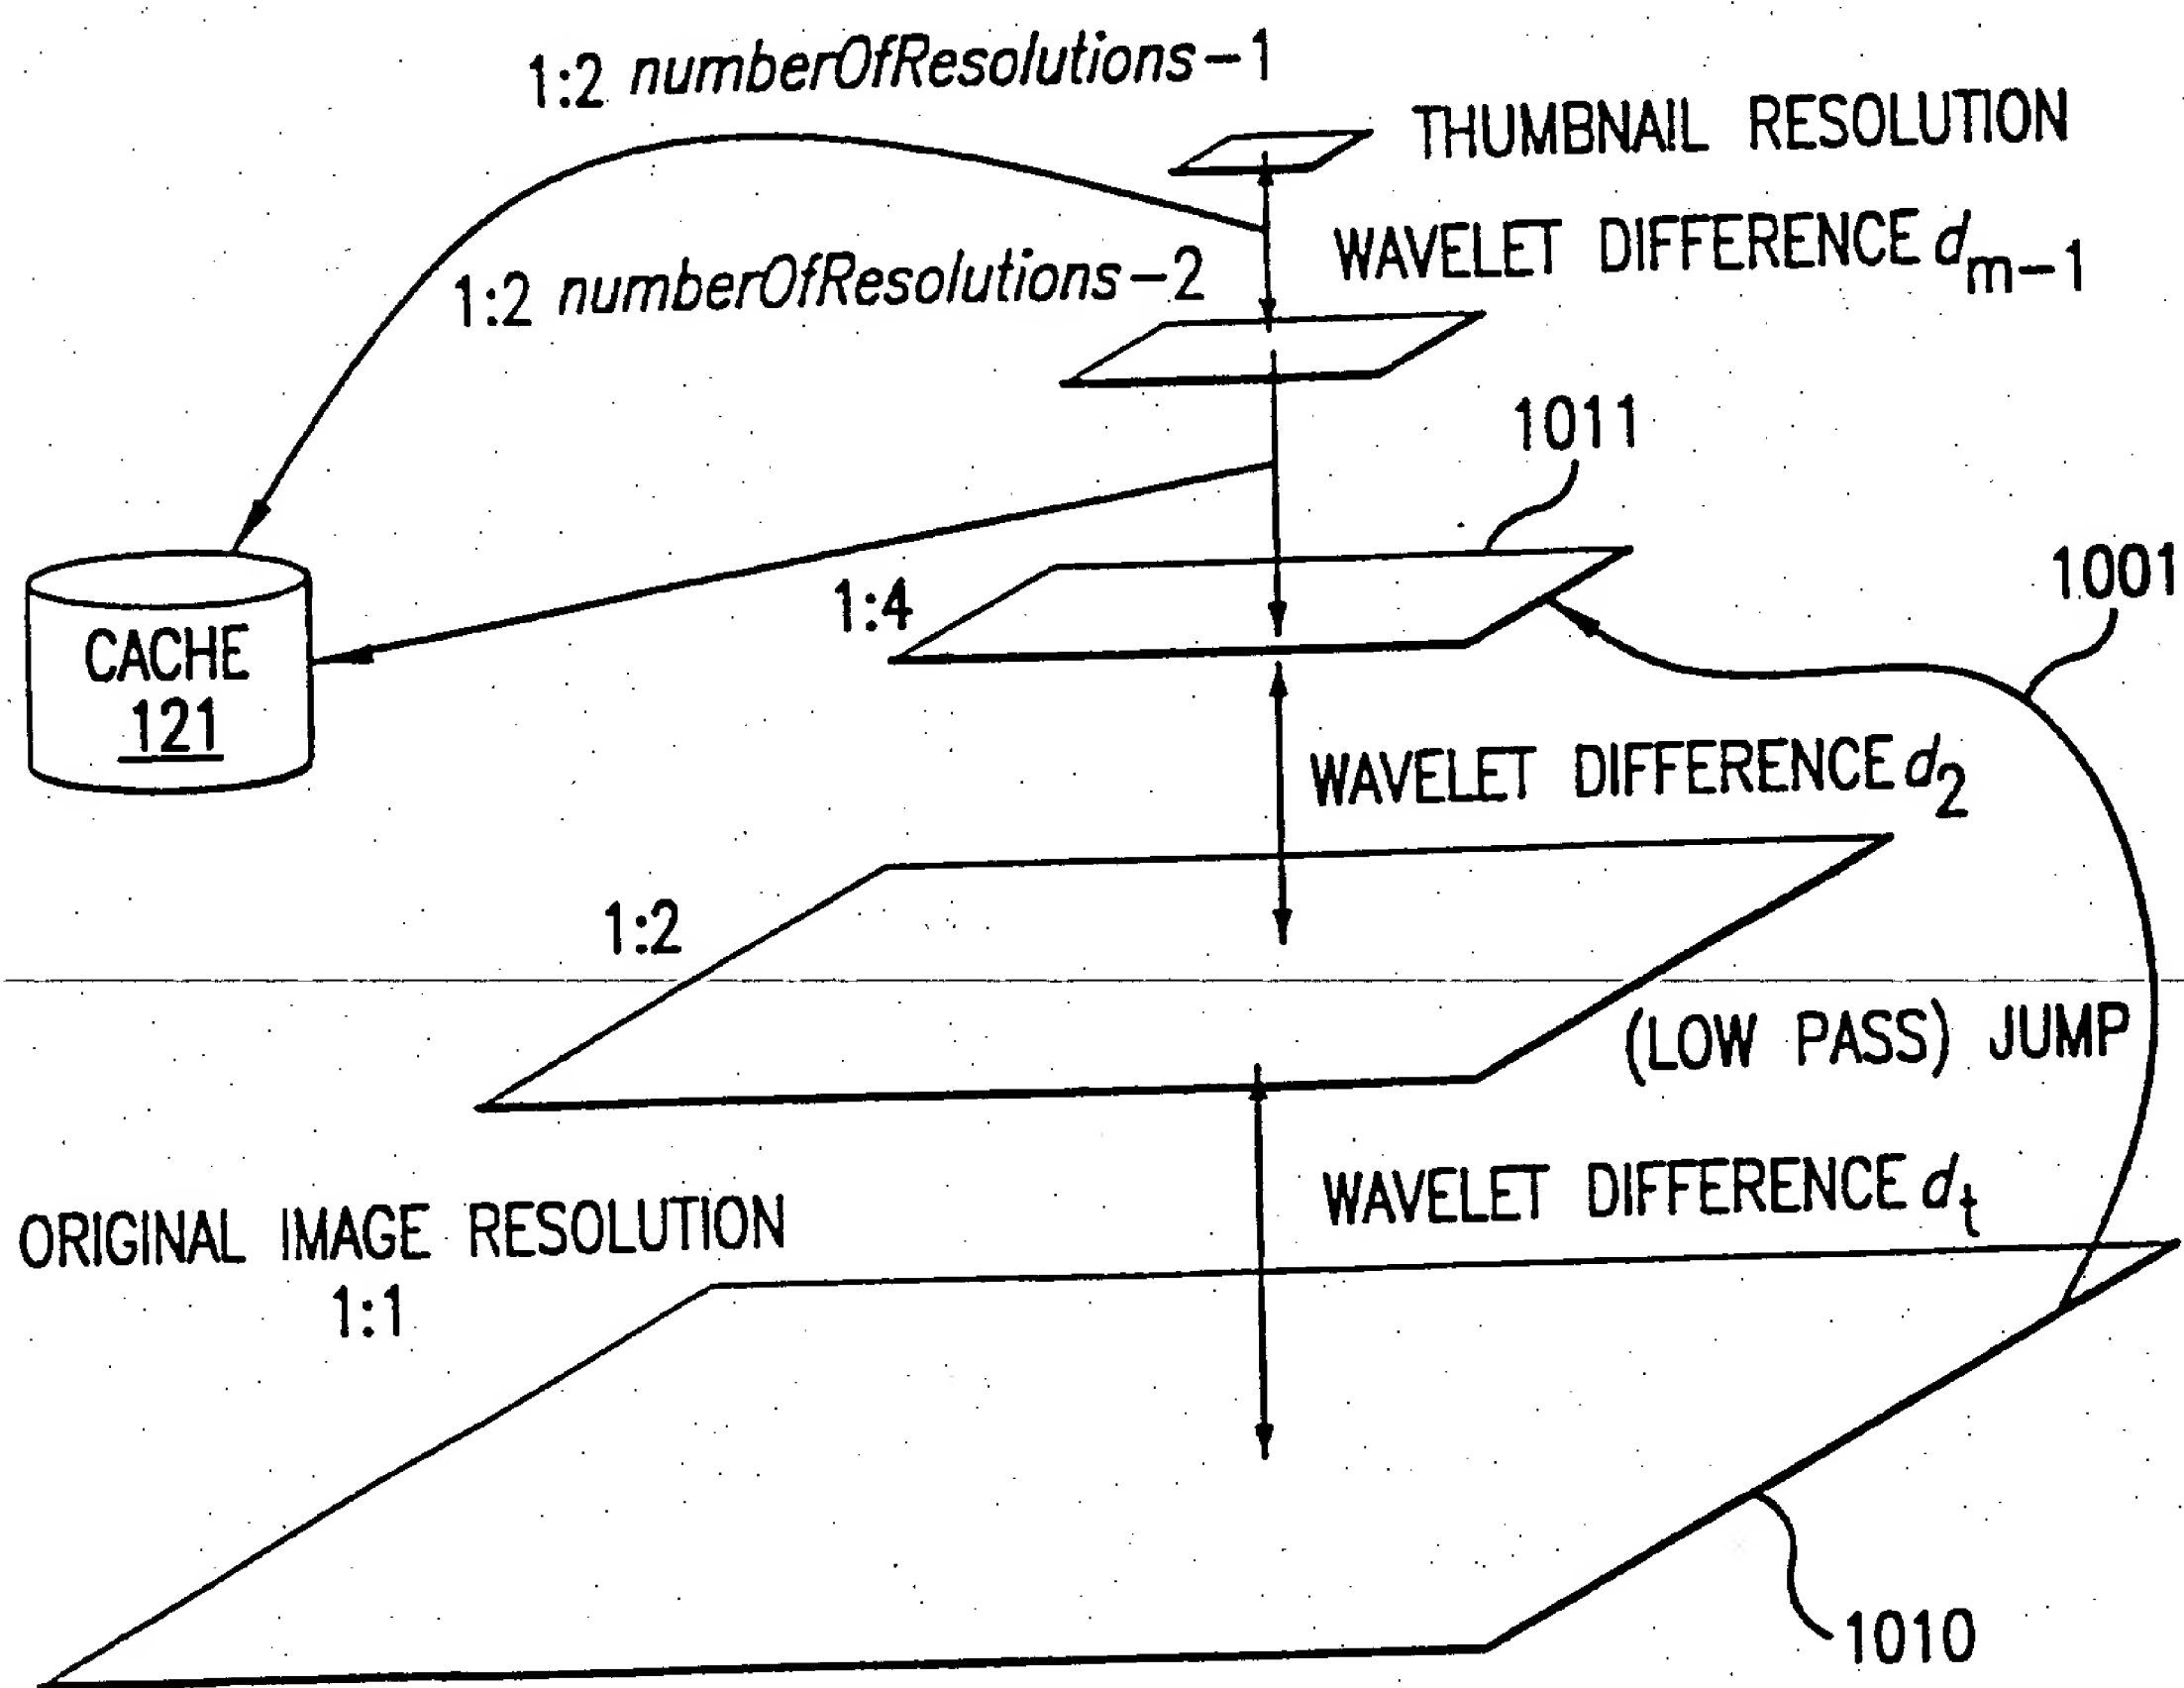 1:2 numberOfResolutions-1
THUMBNAIL RESOLUTION
WAVELET DIFFERENCE dm-1
1:2 numberOfResolutions-2
1011
1001
1:4
CACHE
121
WAVELET DIFFERENCE d2
1:2
(LOW PASS) JUMP
WAVELET DIFFERENCE dt
ORIGINAL IMAGE RESOLUTION
1:1
1010